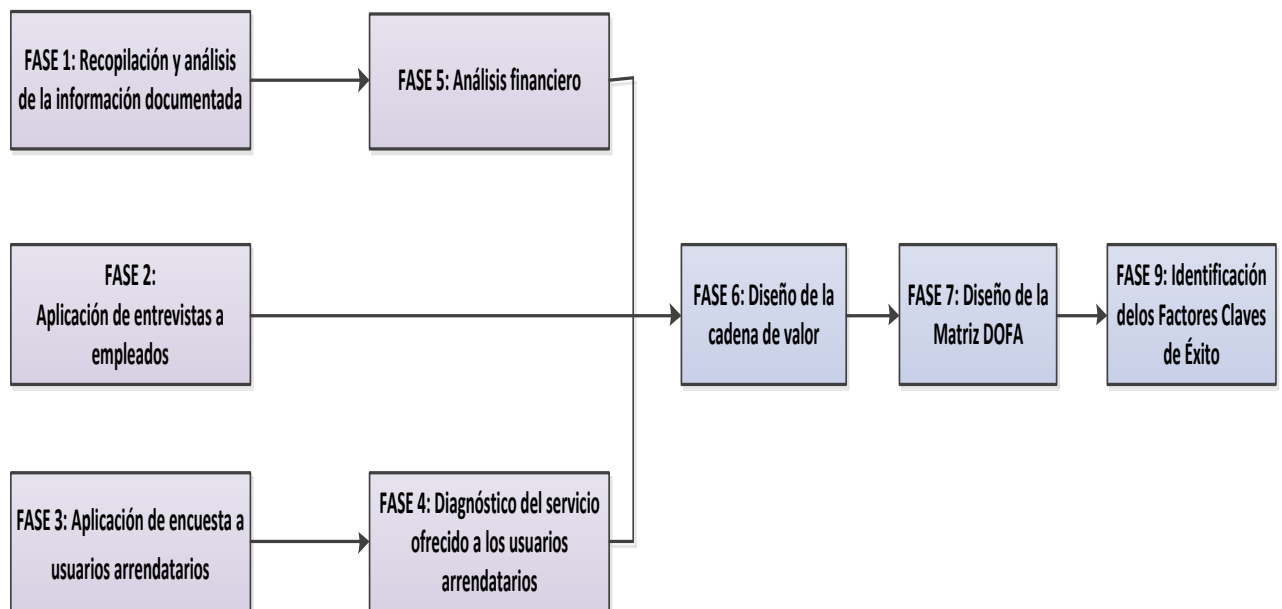 FASE 1: Recopilación y análisis
de la información documentada
FASE 5: Análisis financiero
FASE 2:
Aplicación de entrevistas a
empleados
FASE 6: Diseño de la
cadena de valor
FASE 7: Diseño de la
Matriz DOFA
FASE 9: Identificación
delos Factores Claves
de Éxito
FASE 3: Aplicación de encuesta a
usuarios arrendatarios
FASE 4: Diagnóstico del servicio
ofrecido a los usuarios
arrendatarios